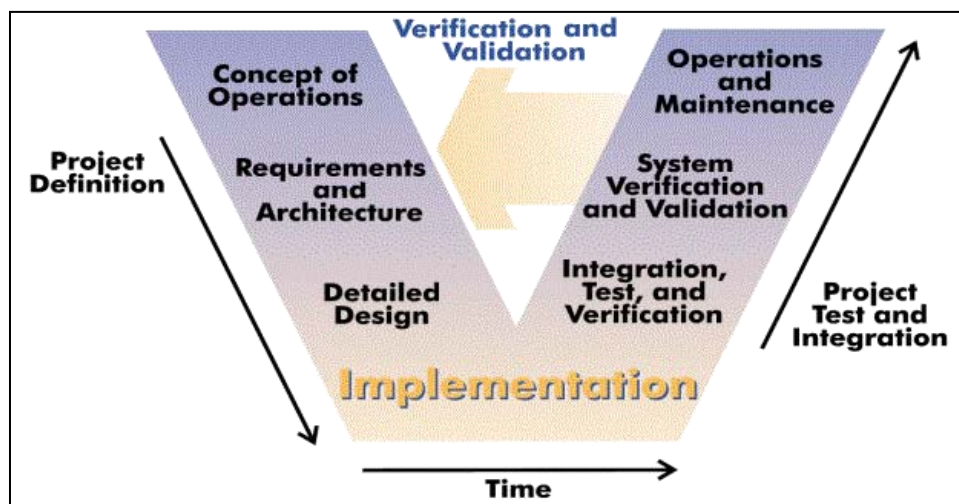 Verification and
Validation
Concept of
Operations
Operations
and
Maintenance
Project
Definition
Requirements
and
Architecture
System
Verification
and Validation
Detailed
Design
Integration,
Test, and
Verification
Project
Test and
Integration
Implementation
Time